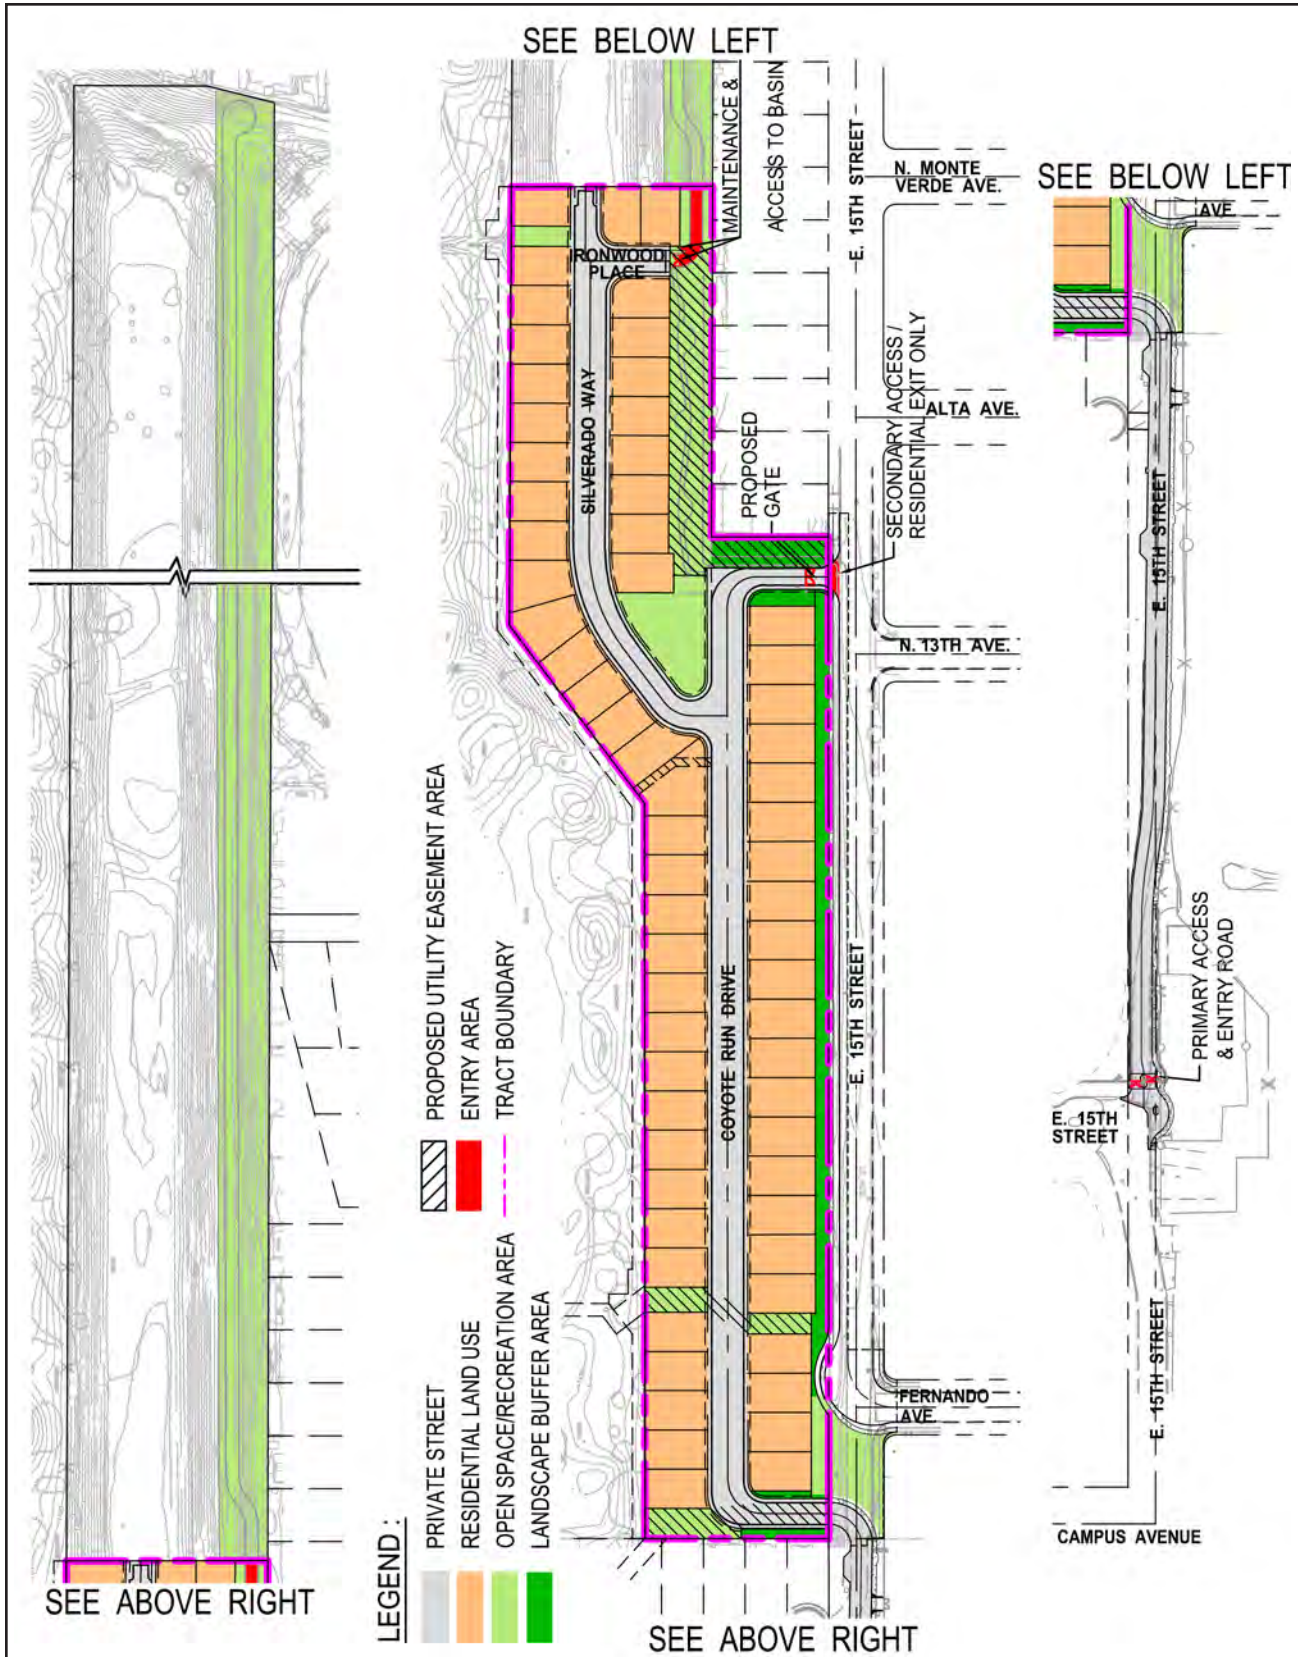 SEE BELOW LEFT
MAINTENANCE &
ACCESS TO BASIN
E. 15TH STREET
N. MONTE
VERDE AVE.
SEE BELOW LEFT
AVE
IRONWOOD
PLACE
SILVERADO WAY
ALTA AVE.
PROPOSED
GATE
SECONDARY ACCESS /
RESIDENTIAL EXIT ONLY
N. 13TH AVE.
E. 15TH STREET
COYOTE RUN DRIVE
E. 15TH STREET
PRIMARY ACCESS
& ENTRY ROAD
E. 15TH
STREET
E. 15TH STREET
FERNANDO
AVE
CAMPUS AVENUE
LEGEND :
PRIVATE STREET
RESIDENTIAL LAND USE
OPEN SPACE/RECREATION AREA
LANDSCAPE BUFFFER AREA
PROPOSED UTILITY EASEMENT AREA
ENTRY AREA
TRACT BOUNDARY
SEE ABOVE RIGHT
SEE ABOVE RIGHT